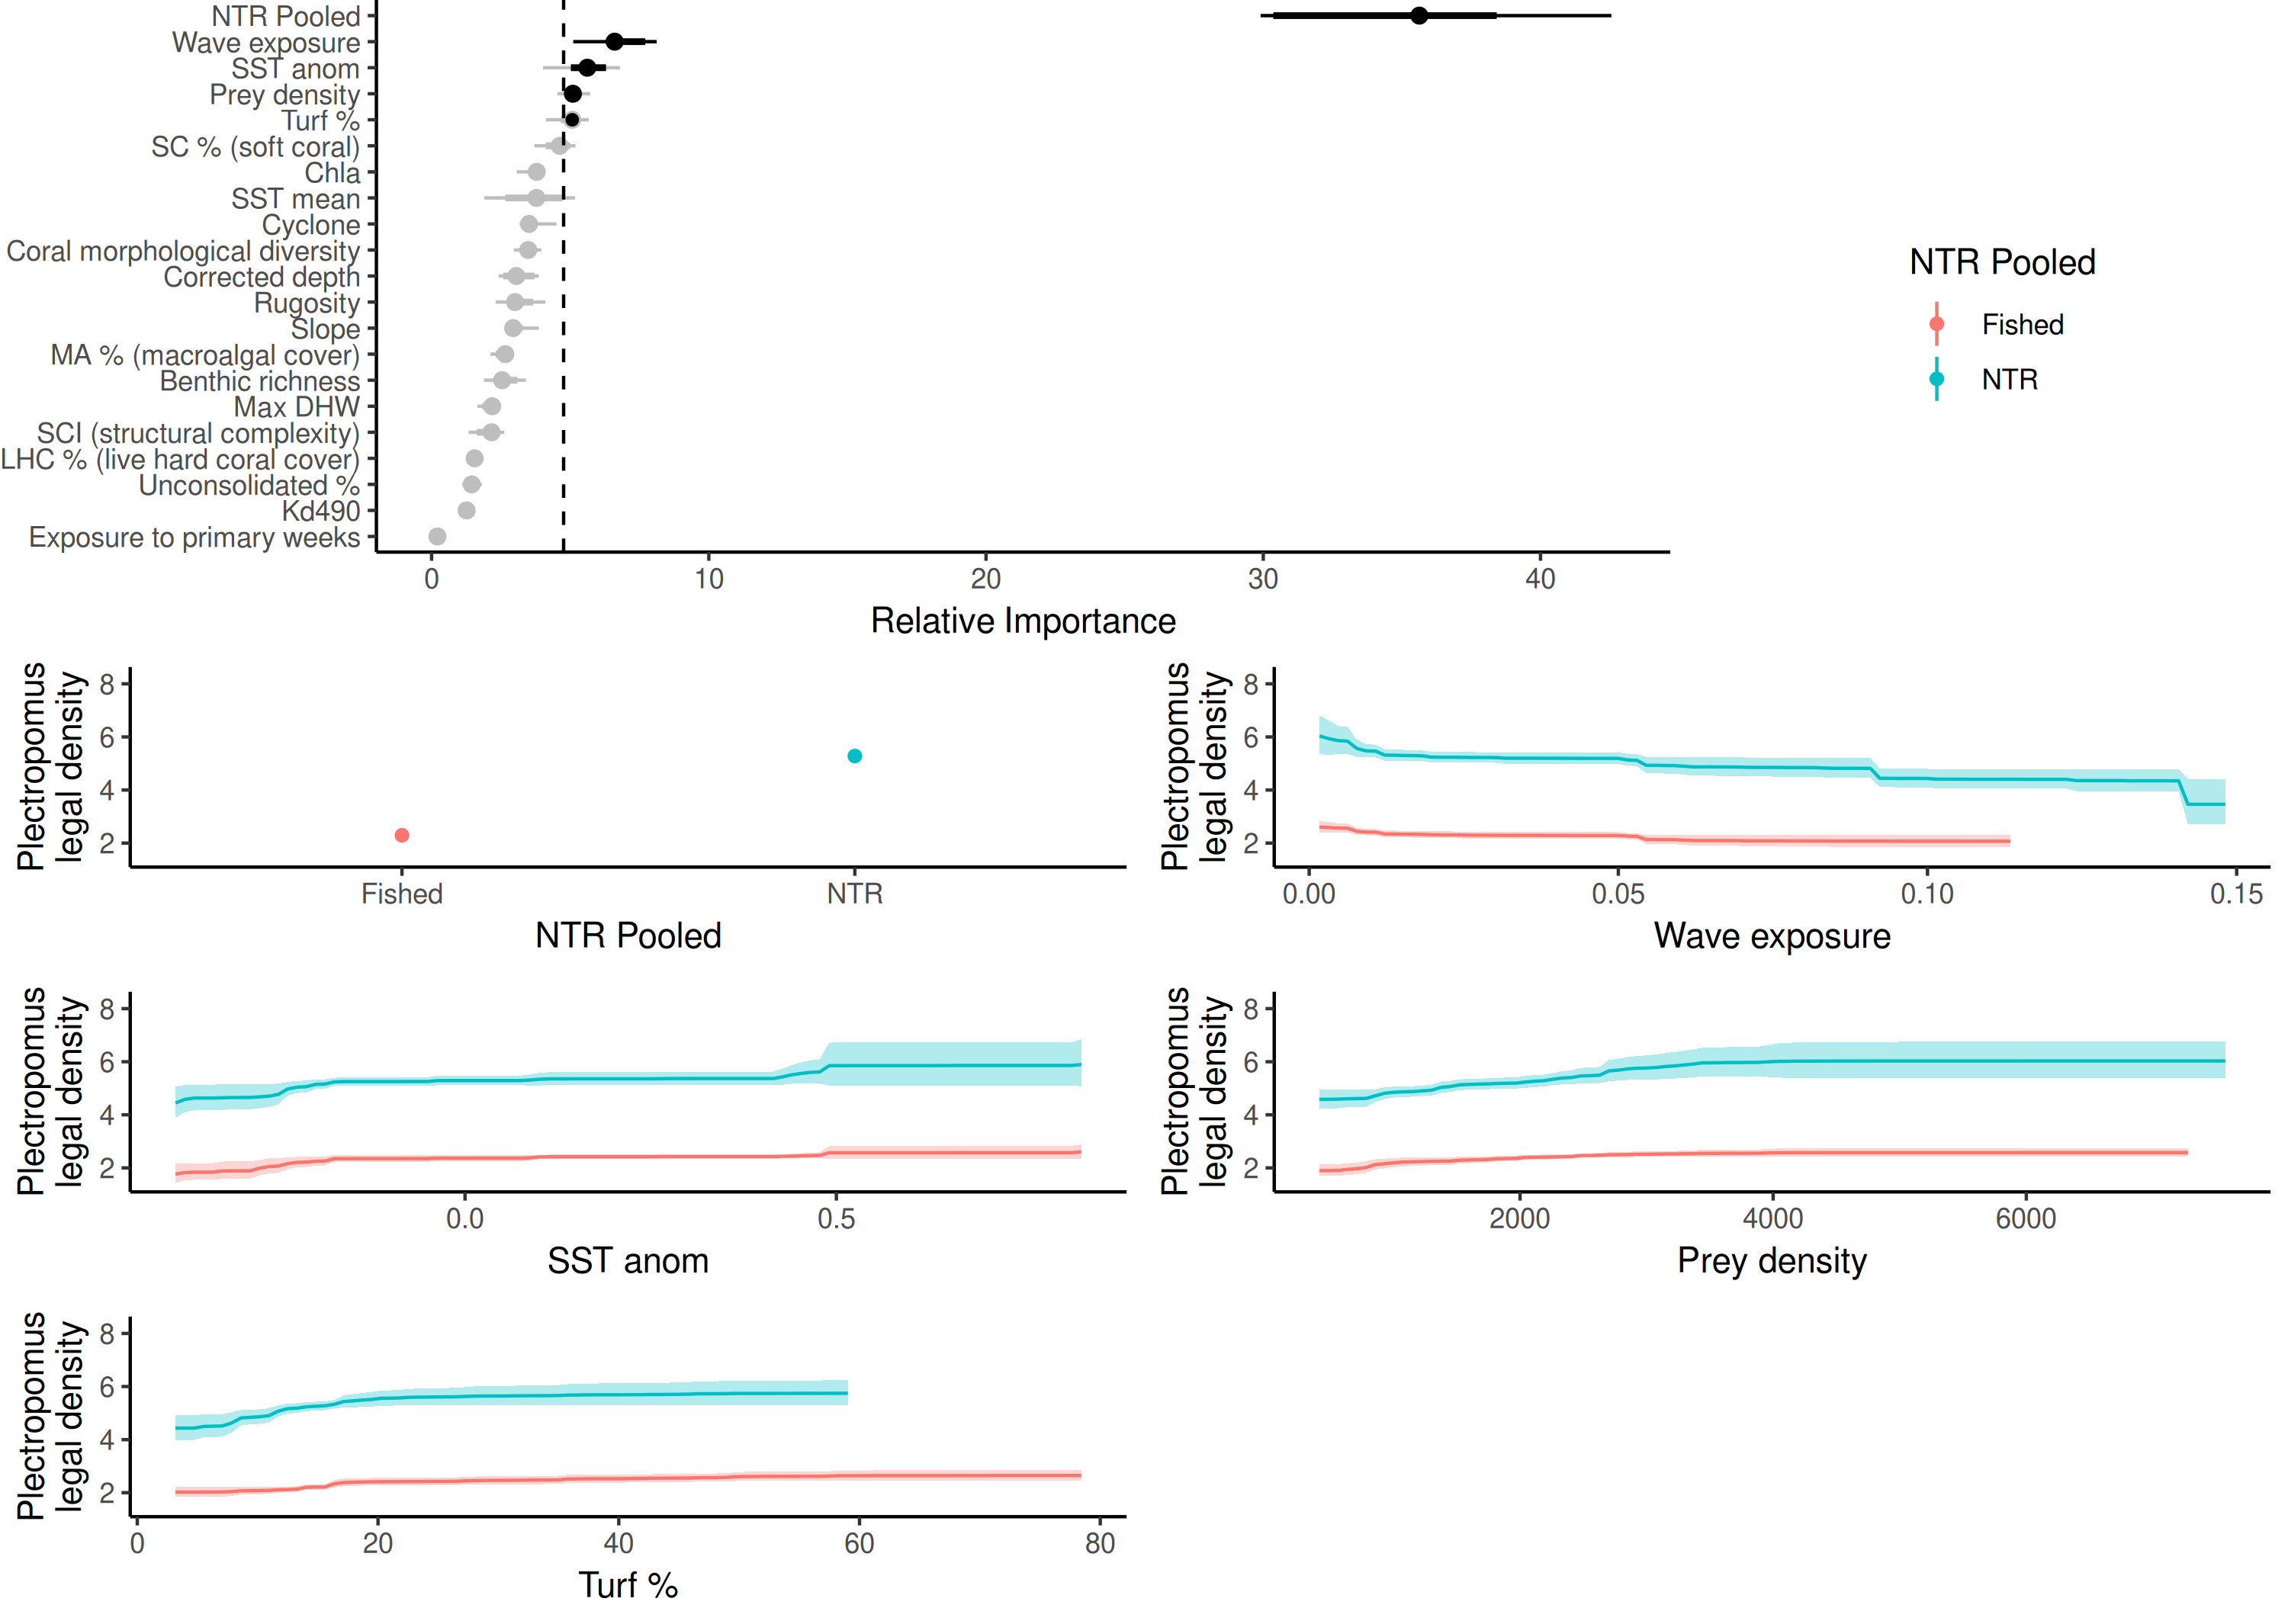 NTR Pooled
Wave exposure
SST anom
Prey density
Turf %
SC % (soft coral)
Chla
SST mean
Cyclone
Coral morphological diversity
Corrected depth
Rugosity
Slope
MA % (macroalgal cover)
Benthic richness
Max DHW
SCI (structural complexity)
LHC % (live hard coral cover)
Unconsolidated %
Kd490
Exposure to primary weeks
0 10 20 30 40
Relative Importance
NTR Pooled
Fished
NTR
Plectropomus
legal density
8
6
4
2
Fished NTR
NTR Pooled
Plectropomus
legal density
8
6
4
2
0.00 0.05 0.10 0.15
Wave exposure
Plectropomus
legal density
8
6
4
2
0.0 0.5
SST anom
Plectropomus
legal density
8
6
4
2
2000 4000 6000
Prey density
Plectropomus
legal density
8
6
4
2
0 20 40 60 80
Turf %